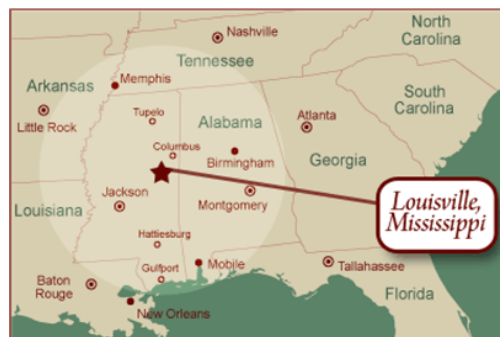 North
Carolina
Nashville
Tennessee
Memphis
Arkansas
South
Carolina
Tupelo
Little Rock
Alabama
Atlanta
Columbus
Birmingham
Georgia
Jackson
Louisiana
Montgomery
Louisville,
Mississippi
Hattiesburg
Mobile
Tallahassee
Gulfport
Baton
Rouge
Florida
New Orleans